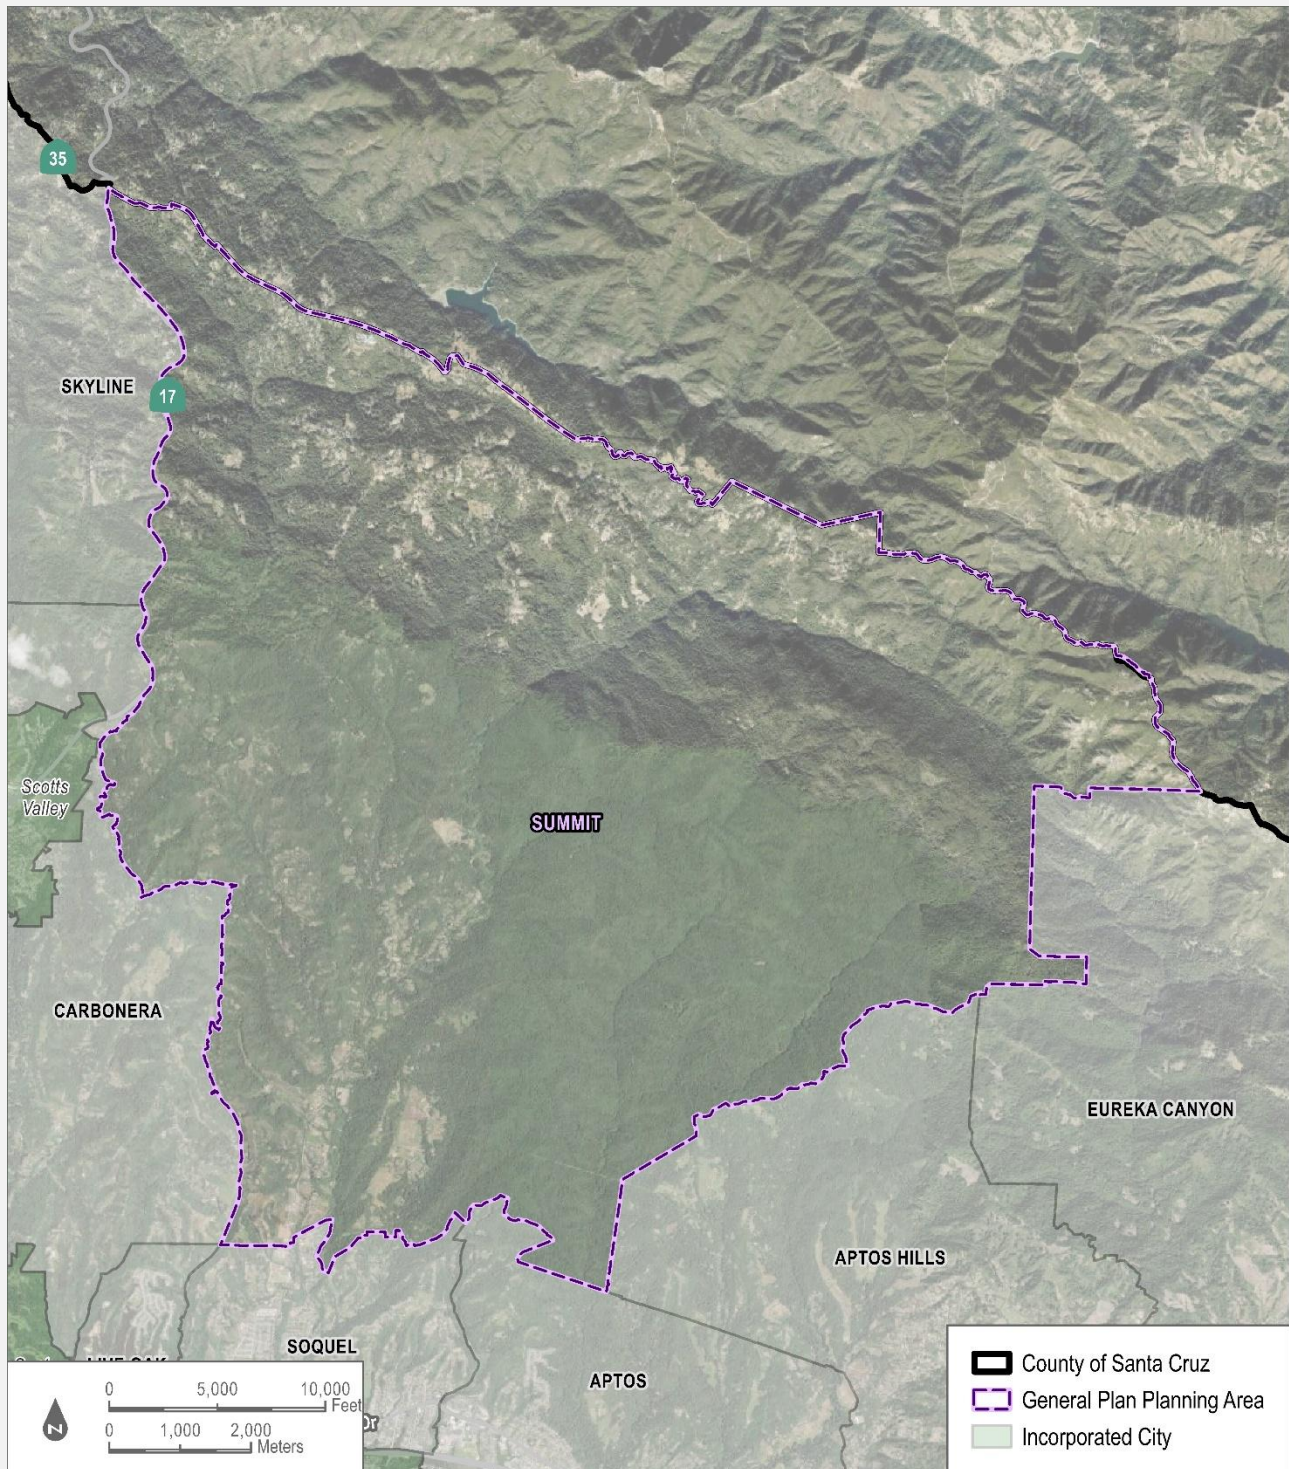 35
SKYLINE
17
Scotts
Valley
SUMMIT
CARBONERA
EUREKA CANYON
APTOS HILLS
SOQUEL
APTOS
County of Santa Cruz
General Plan Planning Area
Incorporated City
0 5,000 10,000
Feet
0 1,000 2,000
Meters
N
Dr